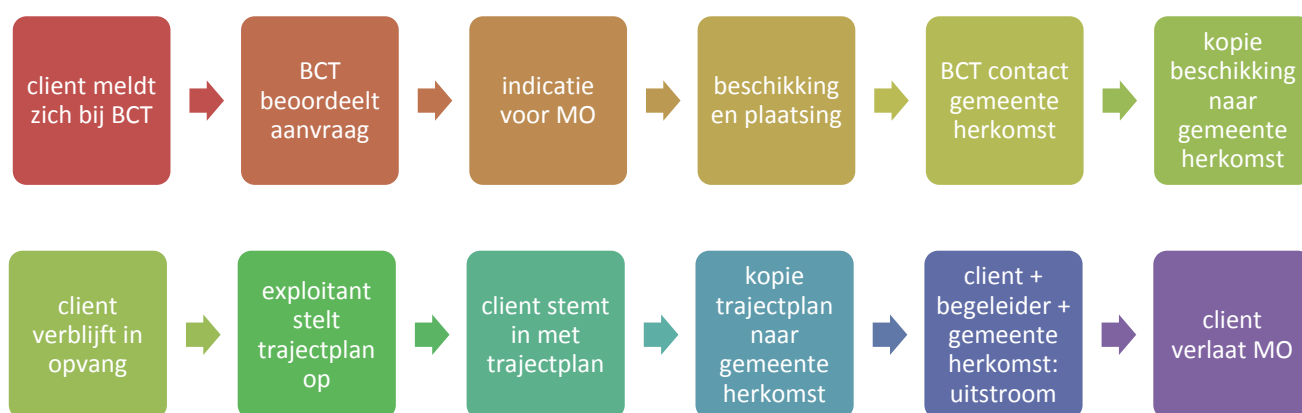 client meldt
zich bij BCT
BCT
beoordeelt
aanvraag
indicatie
voor MO
beschikking
en plaatsing
BCT contact
gemeente
herkomst
kopie
beschikking
naar
gemeente
herkomst
client
verblijft in
opvang
exploitant
stelt
trajectplan
op
client stemt
in met
trajectplan
kopie
trajectplan
naar
gemeente
herkomst
client +
begeleider +
gemeente
herkomst:
uitstroom
client
verlaat MO